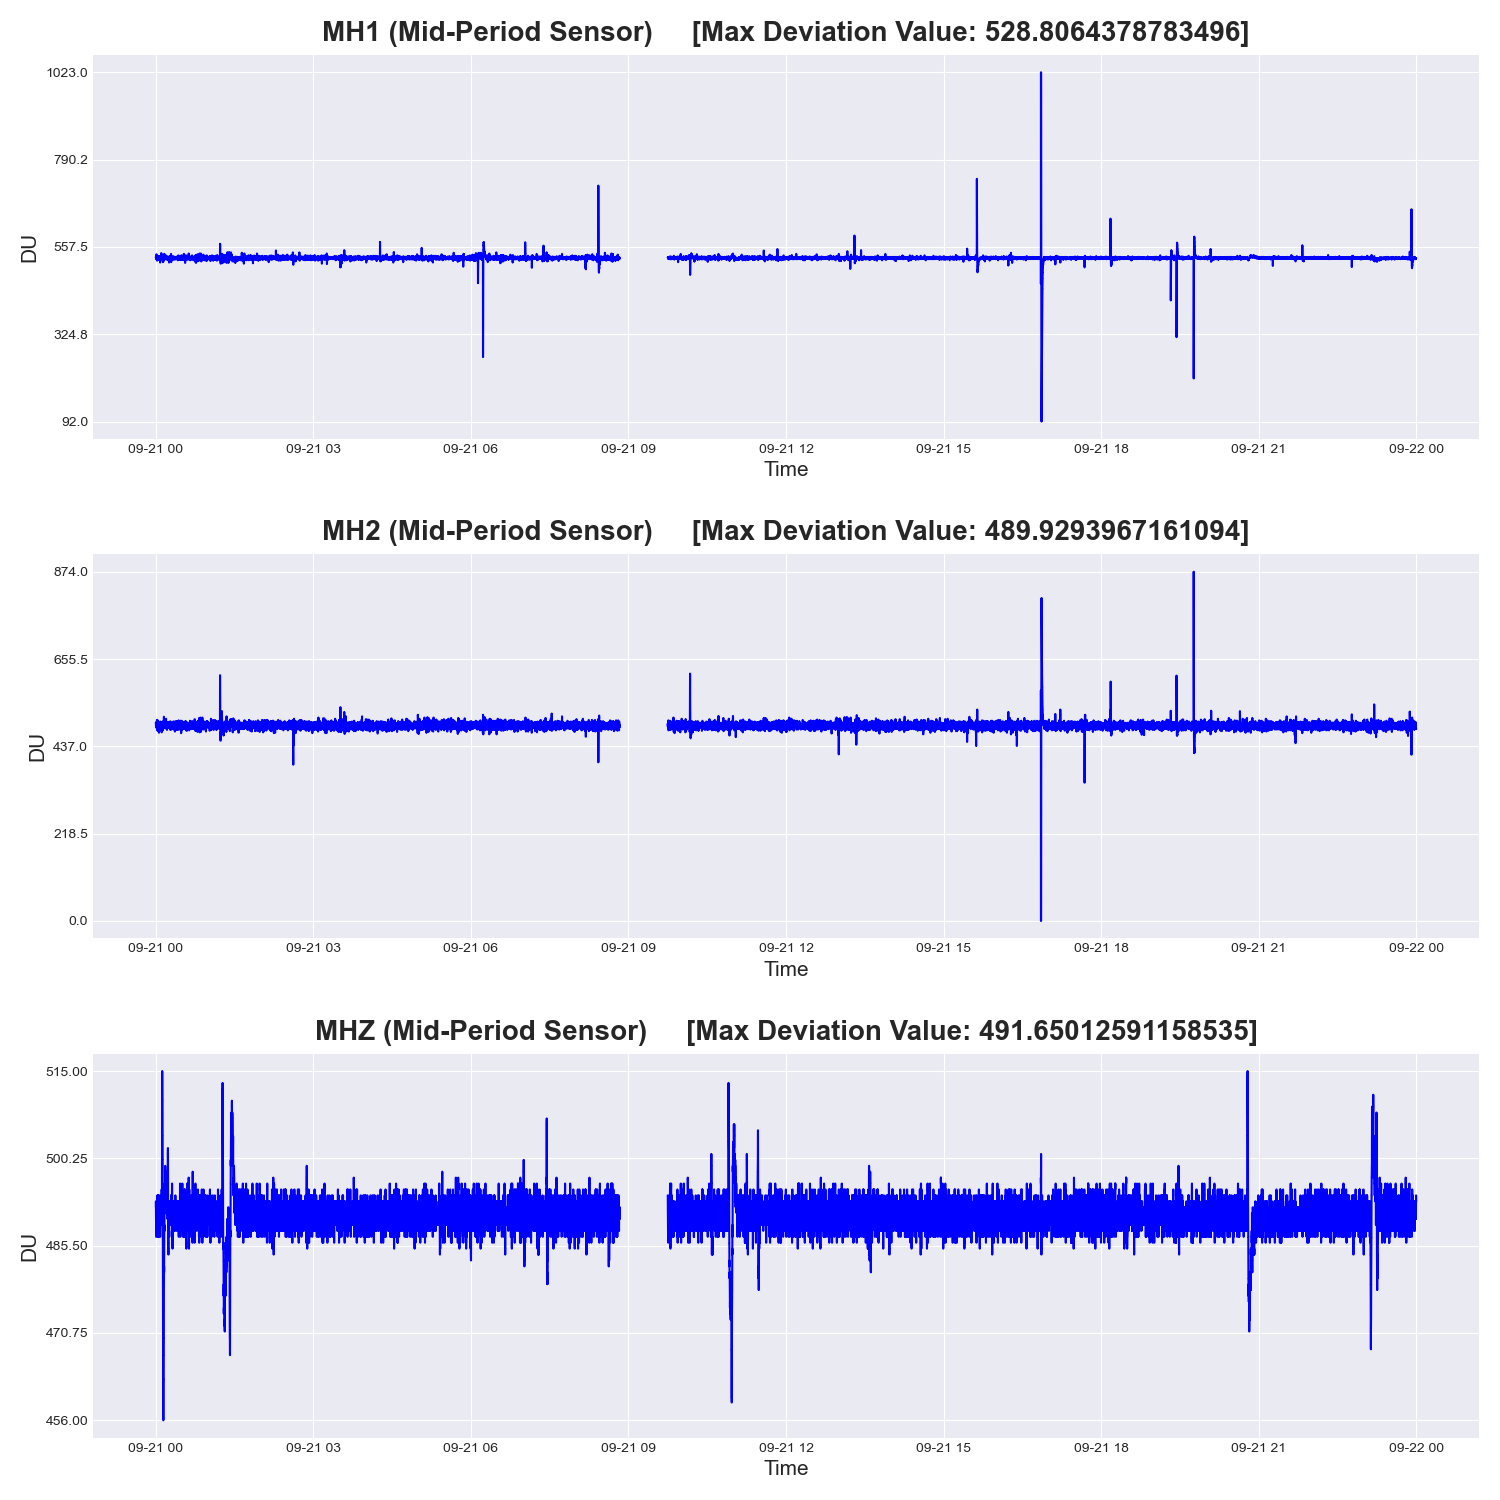 MH1 (Mid-Period Sensor) [Max Deviation Value: 528.8064378783496]
1023.0
790.2
557.5
324.8
92.0
DU
09-21 00 09-21 03 09-21 06 09-21 09 09-21 12 09-21 15 09-21 18 09-21 21 09-22 00
Time
MH2 (Mid-Period Sensor) [Max Deviation Value: 489.9293967161094]
874.0
655.5
437.0
218.5
0.0
DU
09-21 00 09-21 03 09-21 06 09-21 09 09-21 12 09-21 15 09-21 18 09-21 21 09-22 00
Time
MHZ (Mid-Period Sensor) [Max Deviation Value: 491.65012591158535]
515.00
500.25
485.50
470.75
456.00
DU
09-21 00 09-21 03 09-21 06 09-21 09 09-21 12 09-21 15 09-21 18 09-21 21 09-22 00
Time